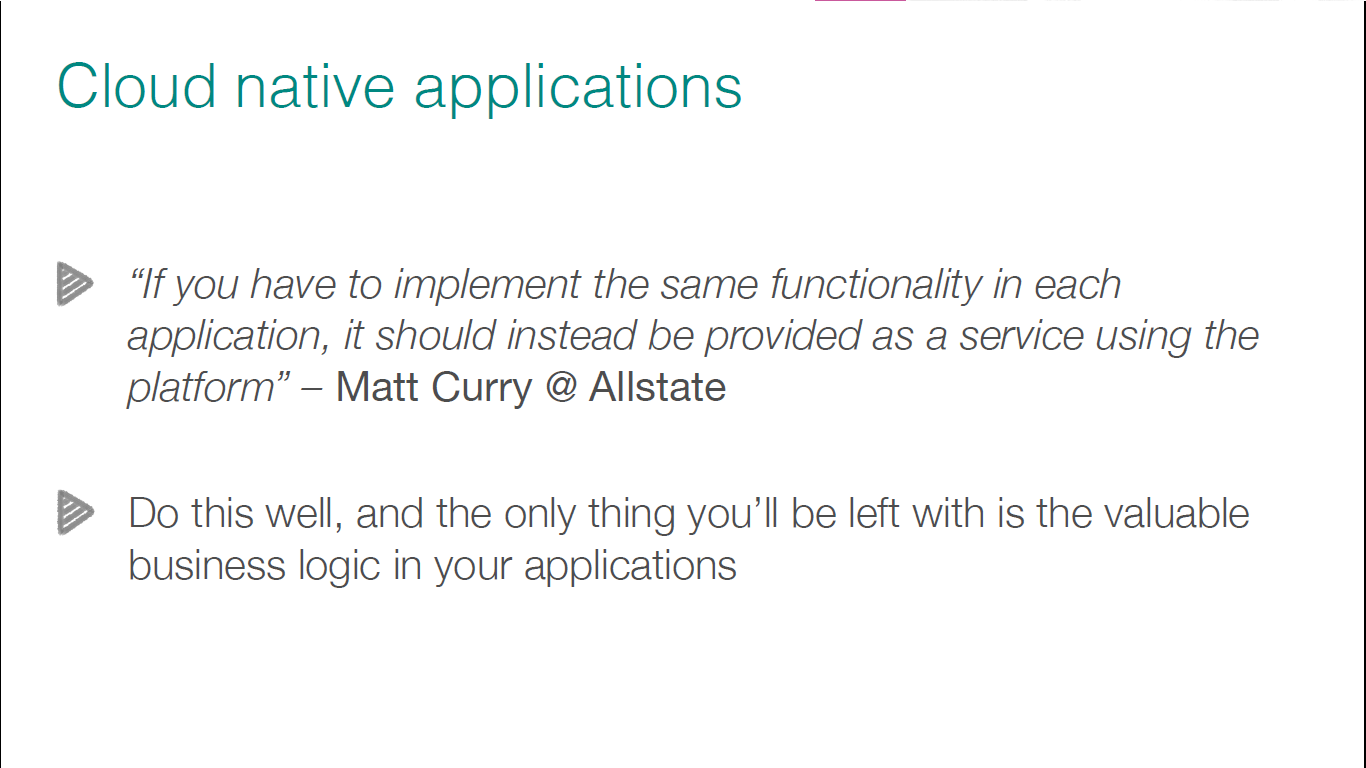 Cloud native applications
“If you have to implement the same functionality in each
application, it should instead be provided as a service using the
platform” – Matt Curry @ Allstate
Do this well, and the only thing you’ll be left with is the valuable
business logic in your applications